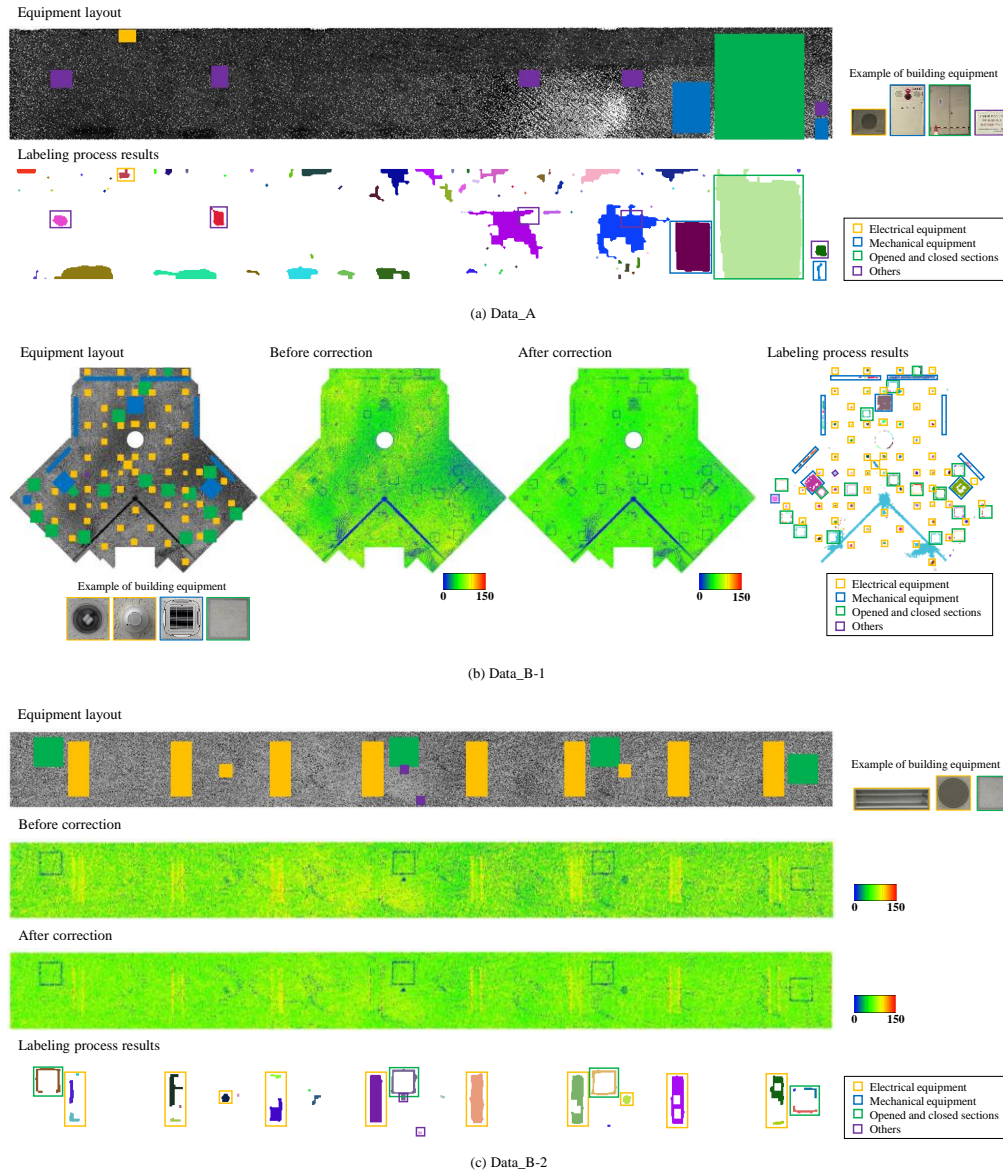 Equipment layout
Example of building equipment
Labeling process results
Electrical equipment
Mechanical equipment
Opened and closed sections
Others
(a) Data_A
Equipment layout
Before correction
After correction
Labeling process results
0
150
0
150
Example of building equipment
Electrical equipment
Mechanical equipment
Opened and closed sections
Others
(b) Data_B-1
Equipment layout
Example of building equipment
Before correction
0
150
After correction
0
150
Labeling process results
Electrical equipment
Mechanical equipment
Opened and closed sections
Others
(c) Data_B-2